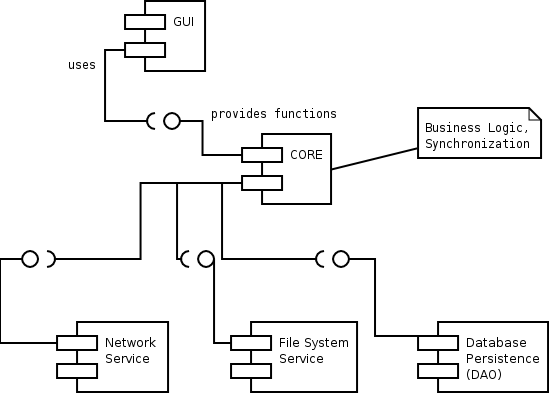 GUI
uses
provides functions
CORE
Business Logic,
Synchronization
Network
Service
File System
Service
Database
Persistence
(DAO)